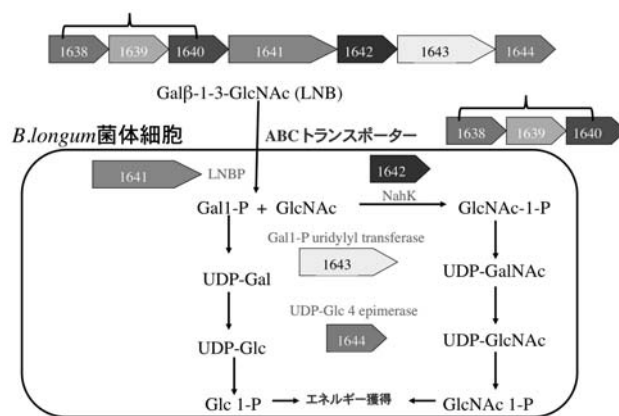 1638 1639 1640 1641 1642 1643 1644
Galβ-1-3-GlcNAc (LNB)
B.longum菌体細胞
ABCトランスポーター
1638 1639 1640
1641 LNBP
1642
NahK
Gal1-P + GlcNAc
GlcNAc-1-P
Gal1-P uridylyl transferase
1643
UDP-Gal
UDP-GalNAc
UDP-Glc 4 epimerase
1644
UDP-Glc
UDP-GlcNAc
Glc 1-P
エネルギー獲得
GlcNAc 1-P